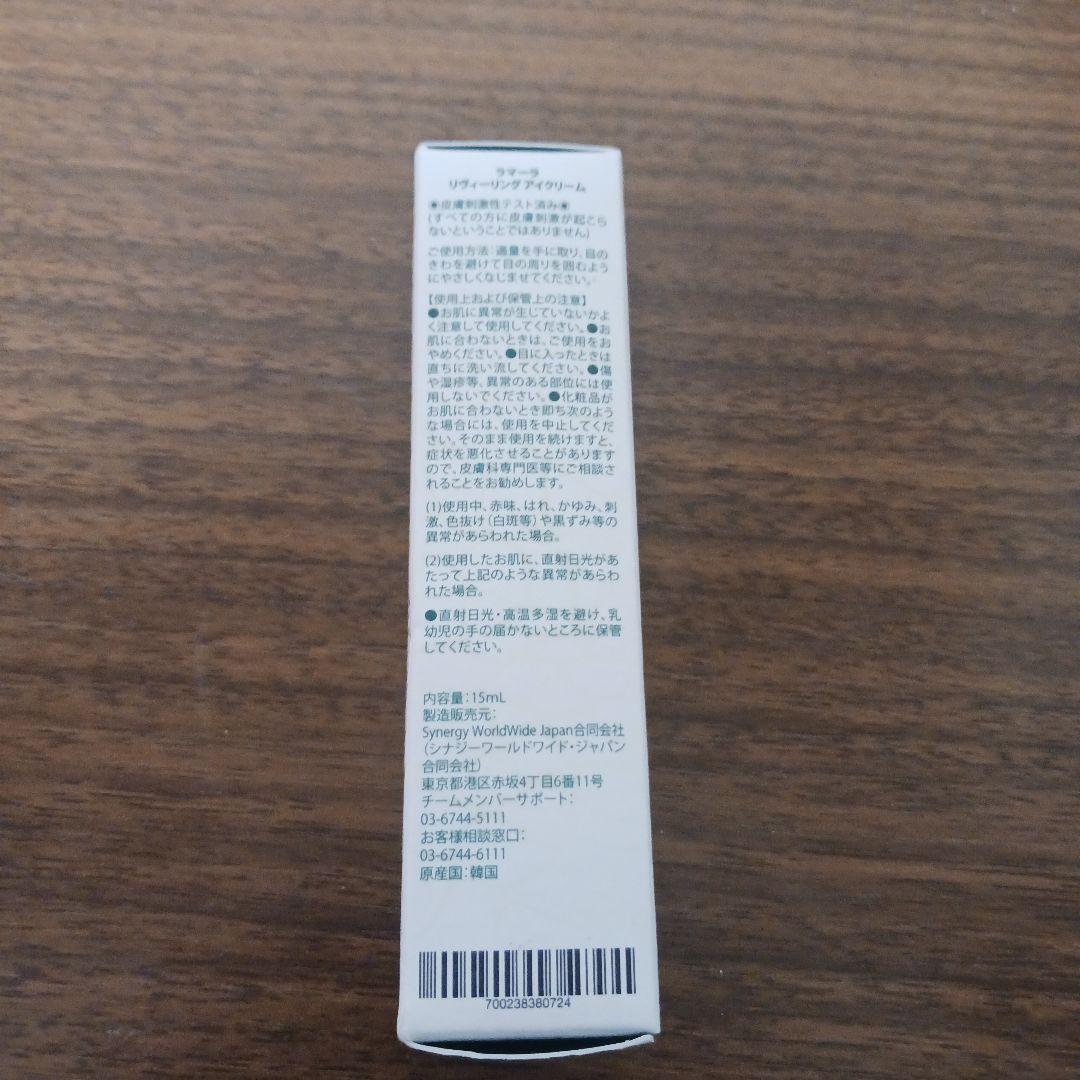 ラマーラ
リヴィーリング アイクリーム
●皮膚刺激性テスト済み●
(すべての方に皮膚刺激が起こら
ないということではありません)
ご使用方法：適量を手に取り、目の
きわを避けて目の周りを囲むよう
にやさしくなじませてください。
【使用上および保管上の注意】
●お肌に異常が生じていないかよ
く注意して使用してください。●お
肌に合わないときは、ご使用をお
やめください。●目に入ったときは
直ちに洗い流してください。●傷
や湿疹等、異常のある部位には使
用しないでください。●化粧品が
お肌に合わないとき即ち次のよう
な場合には、使用を中止してくだ
さい。そのまま使用を続けますと、
症状を悪化させることがあります
ので、皮膚科専門医等にご相談さ
れることをお勧めします。
(1)使用中、赤味、はれ、かゆみ、刺
激、色抜け（白斑等）や黒ずみ等の
異常があらわれた場合。
(2)使用したお肌に、直射日光があ
たって上記のような異常があらわ
れた場合。
●直射日光・高温多湿を避け、乳
幼児の手の届かないところに保管
してください。
内容量：15mL
製造販売元：
Synergy WorldWide Japan合同会社
（シナジーワールドワイド・ジャパン
合同会社）
東京都港区赤坂4丁目6番11号
チームメンバーサポート：
03-6744-5111
お客様相談窓口：
03-6744-6111
原産国：韓国
700238380724